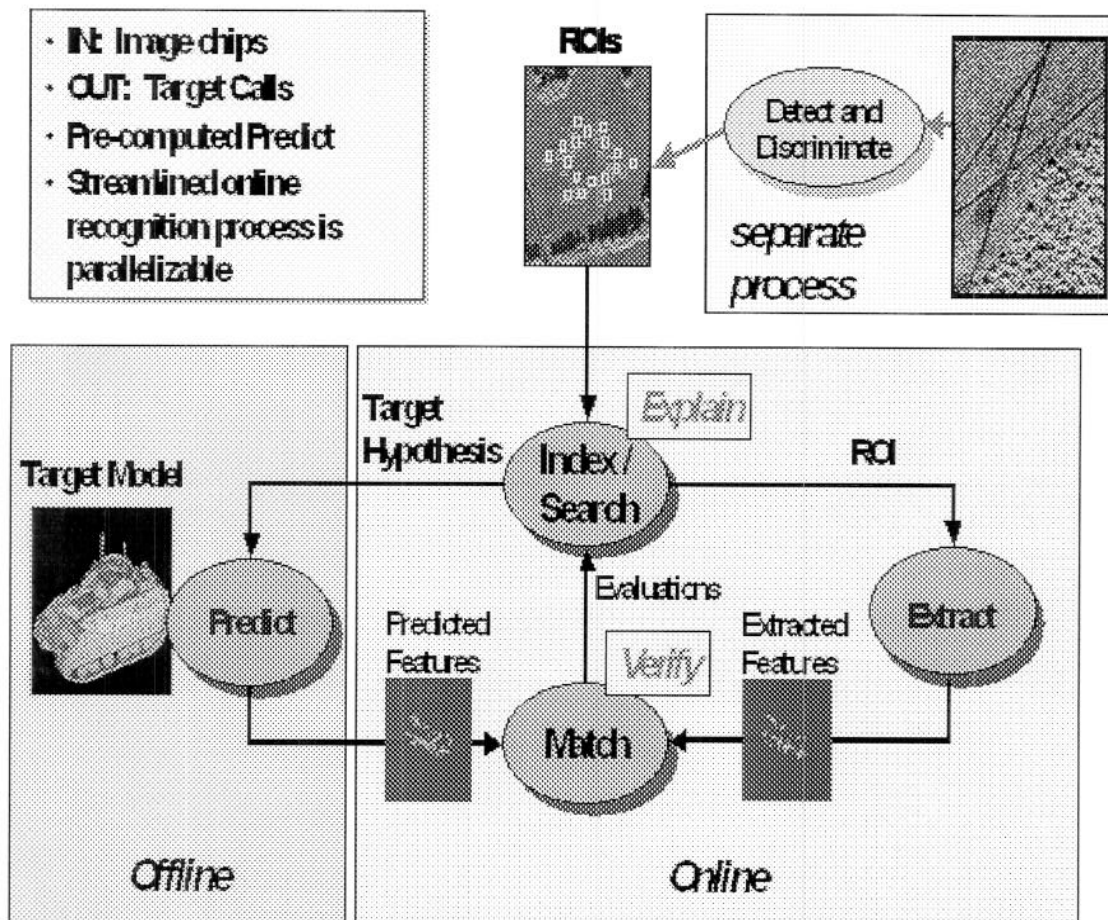 · IN: Image chips
· OUT: Target Calls
· Pre-computed Predict
· Streamlined online
recognition process is
parallelizable
ROIs
Detect and
Discriminate
separate
process
Target
Hypothesis
Explain
Index /
Search
ROI
Target Model
Predict
Evaluations
Extract
Predicted
Features
Verify
Extracted
Features
Match
Offline
Online